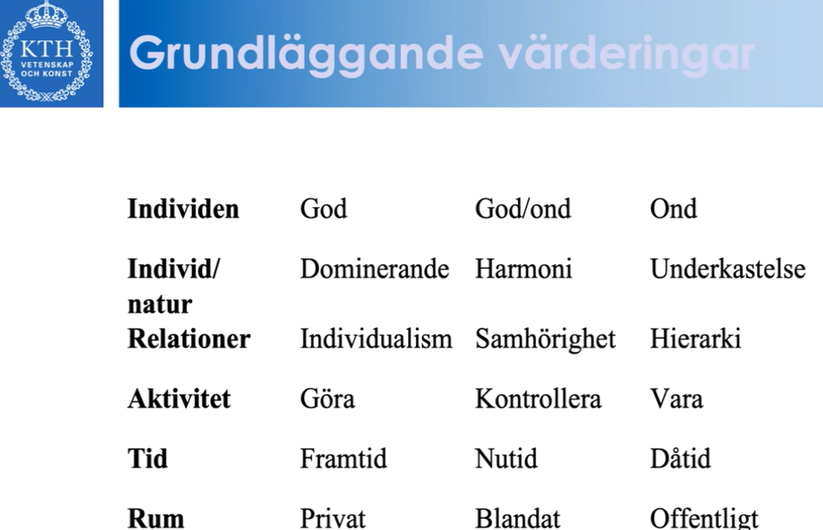 KTH
VETENSKAP
OCH KONST
Grundläggande värderingar
Individen God God/ond Ond
Individ/ Dominerande Harmoni Underkastelse
natur
Relationer Individualism Samhörighet Hierarki
Aktivitet Göra Kontrollera Vara
Tid Framtid Nutid Dåtid
Rum Privat Blandat Offentligt